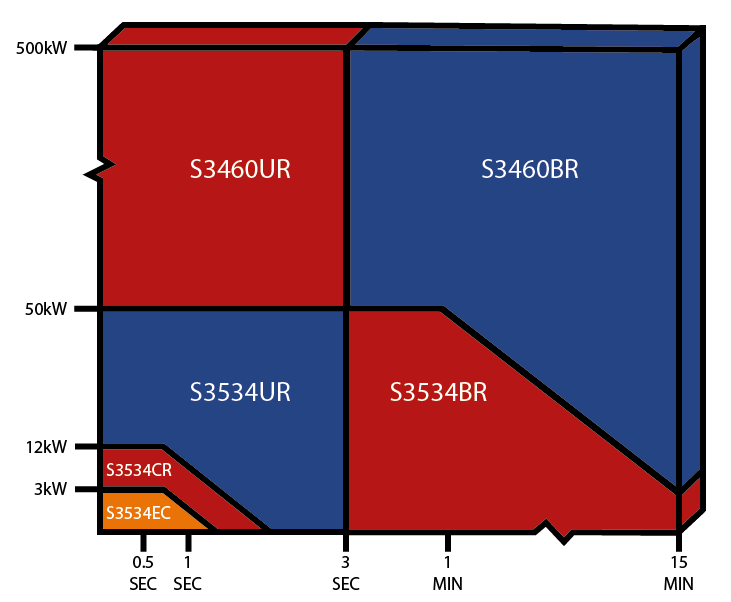 500kW
S3460UR
S3460BR
50kW
S3534UR
S3534BR
12kW
S3534CR
3kW
S3534EC
0.5 SEC
1 SEC
3 SEC
1 MIN
15 MIN